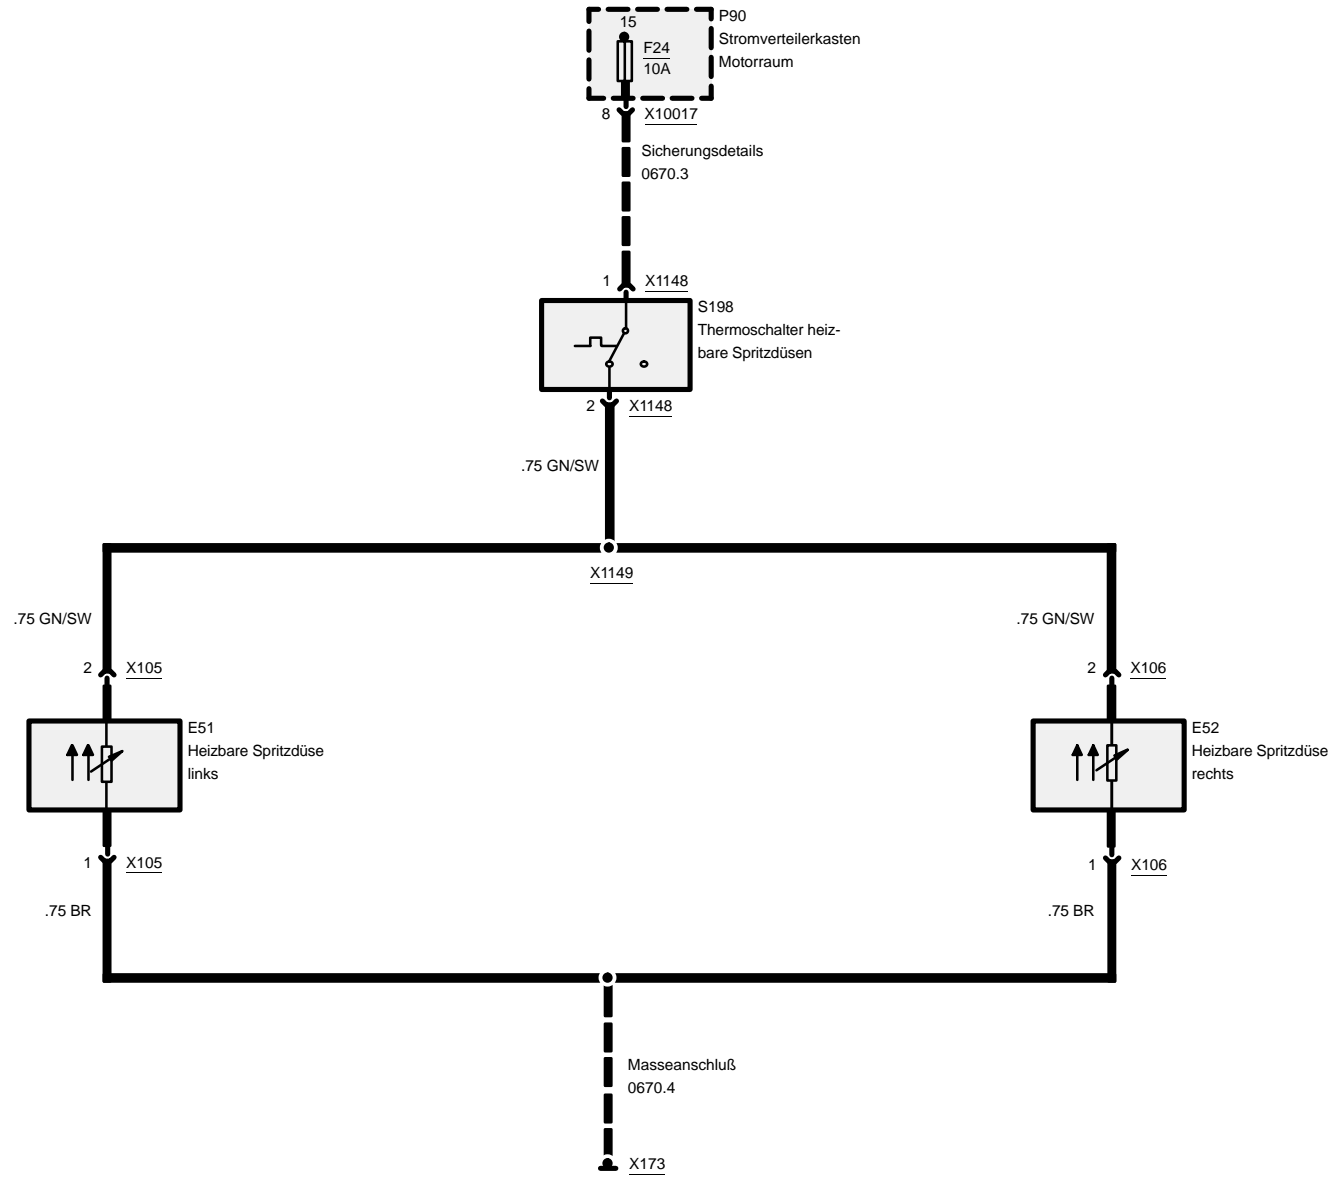 P90
15
Stromverteilerkasten
F24
Motorraum
10A
8 X10017
Sicherungsdetails
0670.3
1 X1148
S198
Thermoschalter heiz-
bare Spritzdüsen
2 X1148
.75 GN/SW
X1149
.75 GN/SW
.75 GN/SW
2 X105
2 X106
E51
Heizbare Spritzdüse
links
E52
Heizbare Spritzdüse
rechts
1 X105
1 X106
.75 BR
.75 BR
Masseanschluß
0670.4
X173